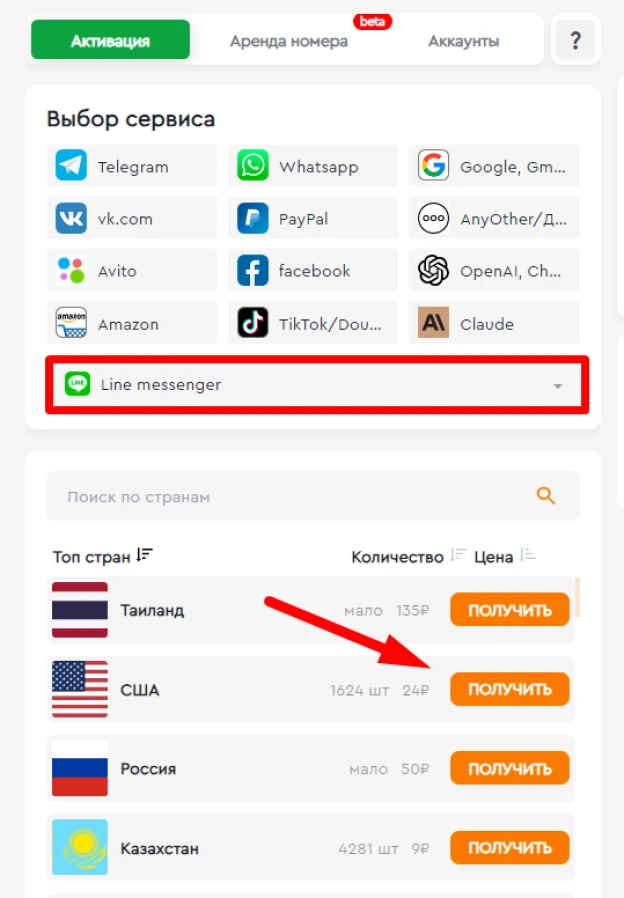 beta
Активация Аренда номера Аккаунты ?
Выбор сервиса
Telegram Whatsapp Google, Gm...
vk.com PayPal AnyOther/Д...
Avito facebook OpenAI, Ch...
amazon Amazon TikTok/Dou... Claude
LINE Line messenger
Поиск по странам
Топ стран Количество Цена
Таиланд мало 135₽ ПОЛУЧИТЬ
США 1624 шт 24₽ ПОЛУЧИТЬ
Россия мало 50₽ ПОЛУЧИТЬ
Казахстан 4281 шт 9₽ ПОЛУЧИТЬ